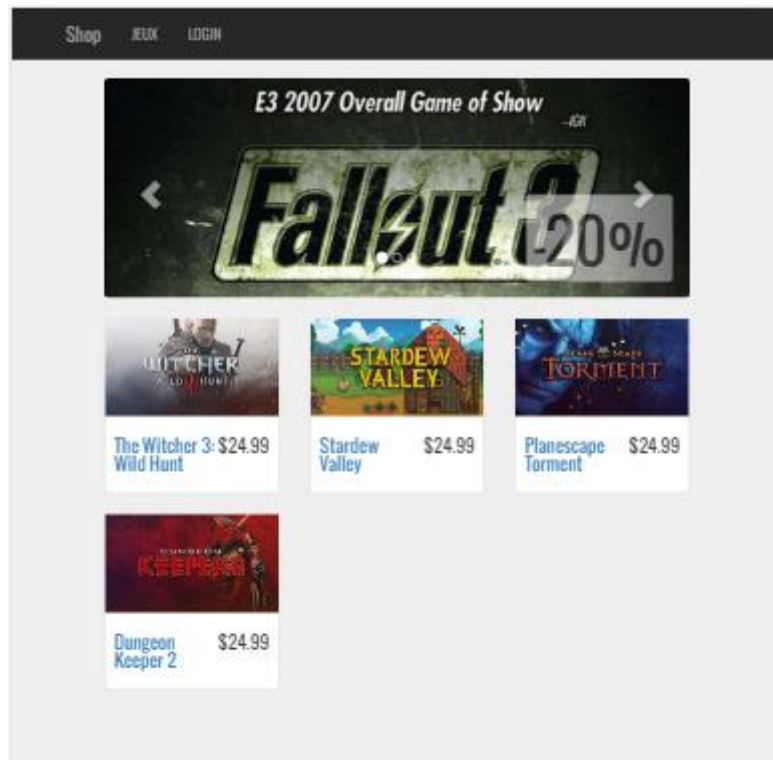 Shop JEUX LOGIN
E3 2007 Overall Game of Show
–IGN
Fallout 3
-20%
THE
WITCHER
WILD HUNT
STARDEW
VALLEY
TORMENT
The Witcher 3: $24.99
Wild Hunt
Stardew $24.99
Valley
Planescape $24.99
Torment
DUNGEON
KEEPER
Dungeon $24.99
Keeper 2